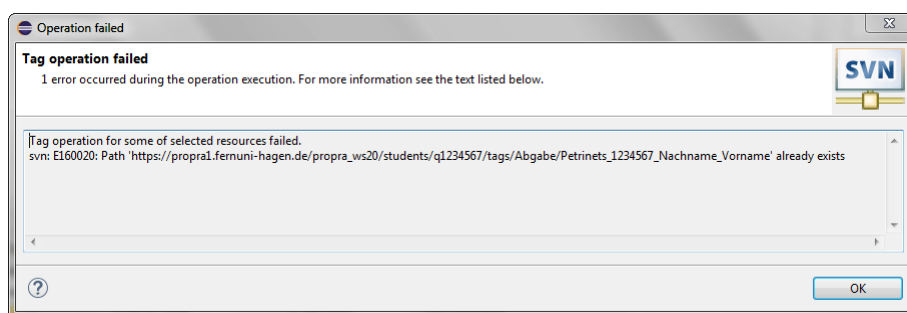 Operation failed
Tag operation failed
1 error occurred during the operation execution. For more information see the text listed below.
SVN
Tag operation for some of selected resources failed.
svn: E160020: Path 'https://propra1.fernuni-hagen.de/propra_ws20/students/q1234567/tags/Abgabe/Petrinets_1234567_Nachname_Vorname' already exists
?
OK